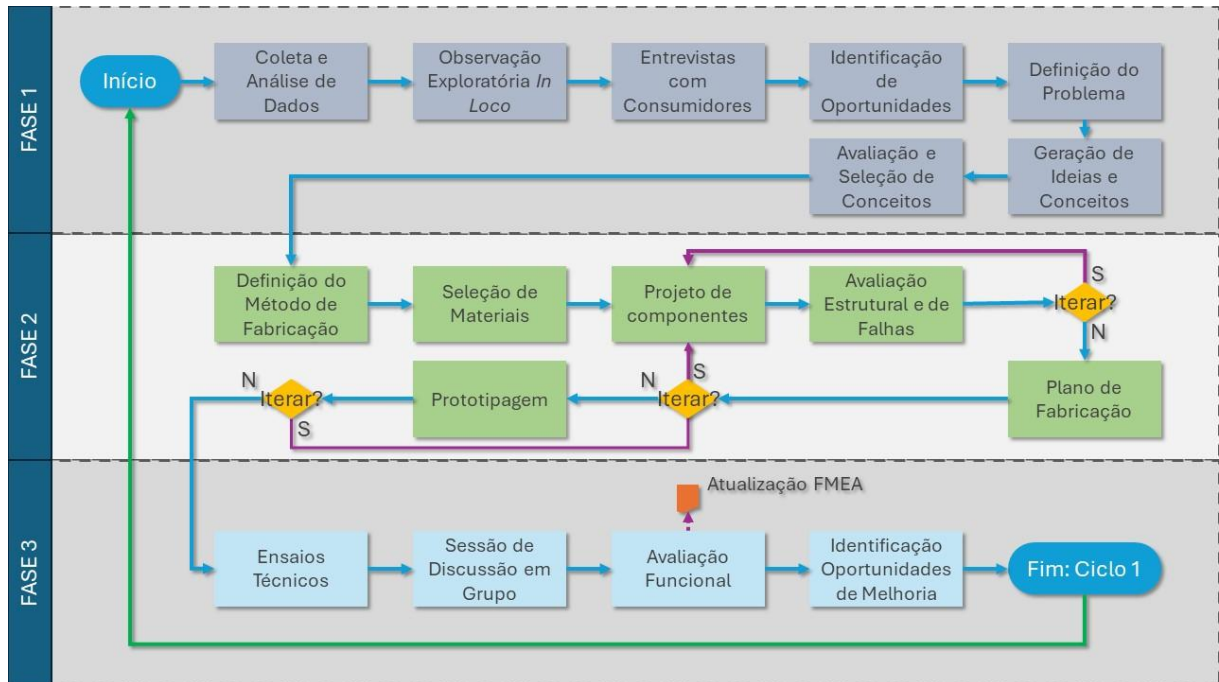 FASE 1
Início
Coleta e
Análise de
Dados
Observação
Exploratória In
Loco
Entrevistas
com
Consumidores
Identificação
de
Oportunidades
Definição do
Problema
Avaliação e
Seleção de
Conceitos
Geração de
Ideias e
Conceitos
FASE 2
Definição do
Método de
Fabricação
Seleção de
Materiais
Projeto de
componentes
Avaliação
Estrutural e de
Falhas
S
Iterar?
N
N
Iterar?
S
Prototipagem
N
S
Iterar?
Plano de
Fabricação
FASE 3
Atualização FMEA
Ensaios
Técnicos
Sessão de
Discussão em
Grupo
Avaliação
Funcional
Identificação
Oportunidades
de Melhoria
Fim: Ciclo 1